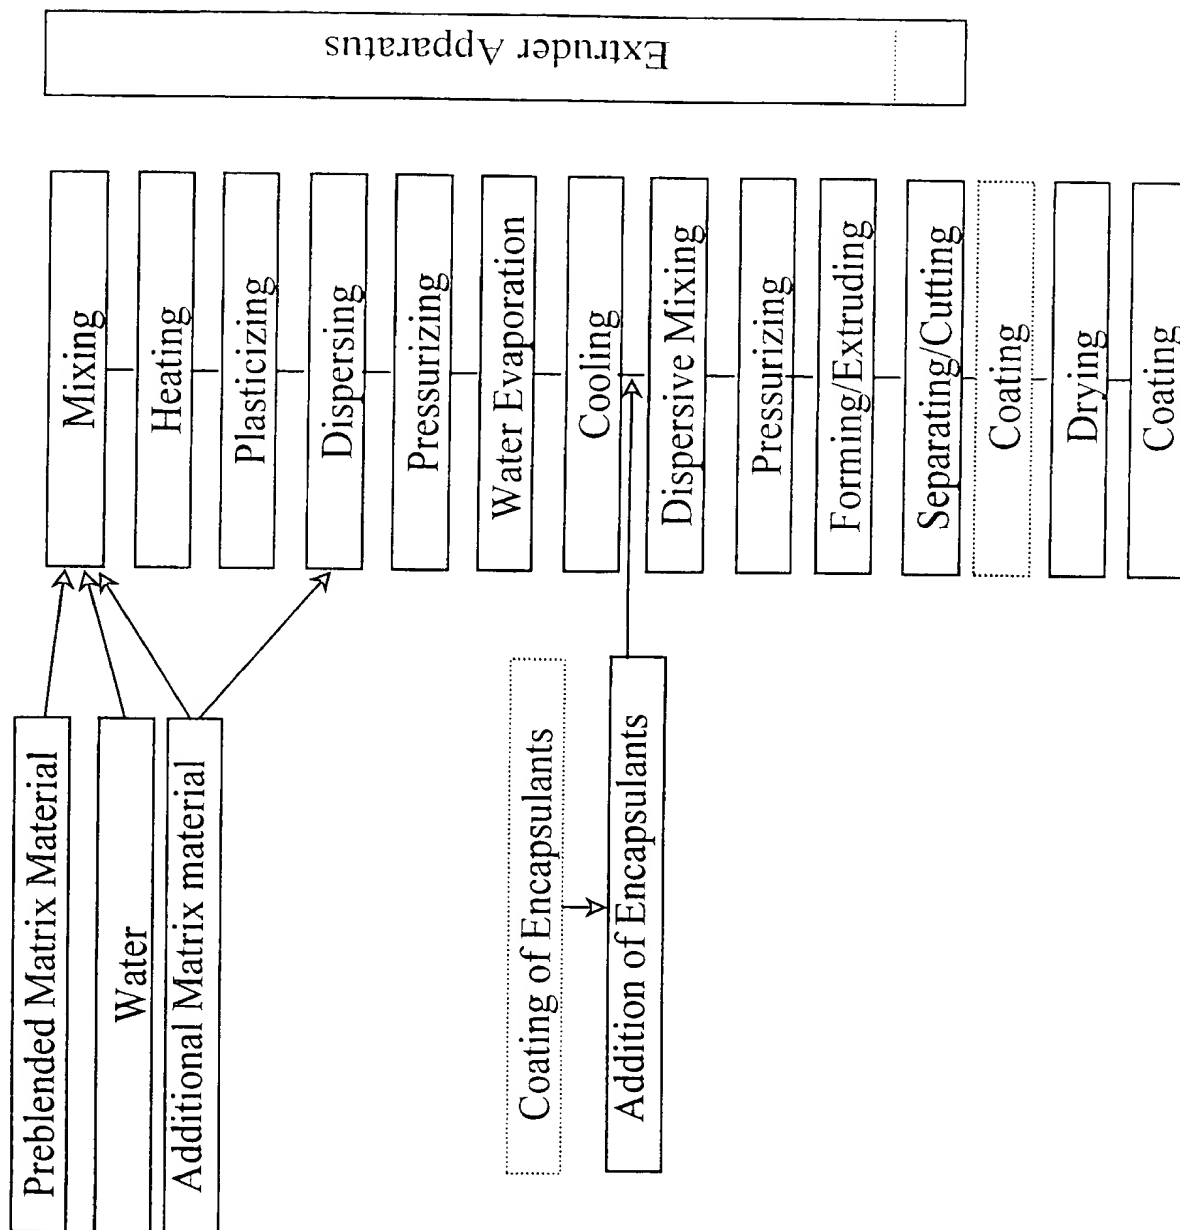 Extruder Apparatus
Mixing
Heating
Plasticizing
Dispersing
Pressurizing
Water Evaporation
Cooling
Dispersive Mixing
Pressurizing
Forming/Extruding
Separating/Cutting
Coating
Drying
Coating
Preblended Matrix Material
Water
Additional Matrix material
Coating of Encapsulants
Addition of Encapsulants